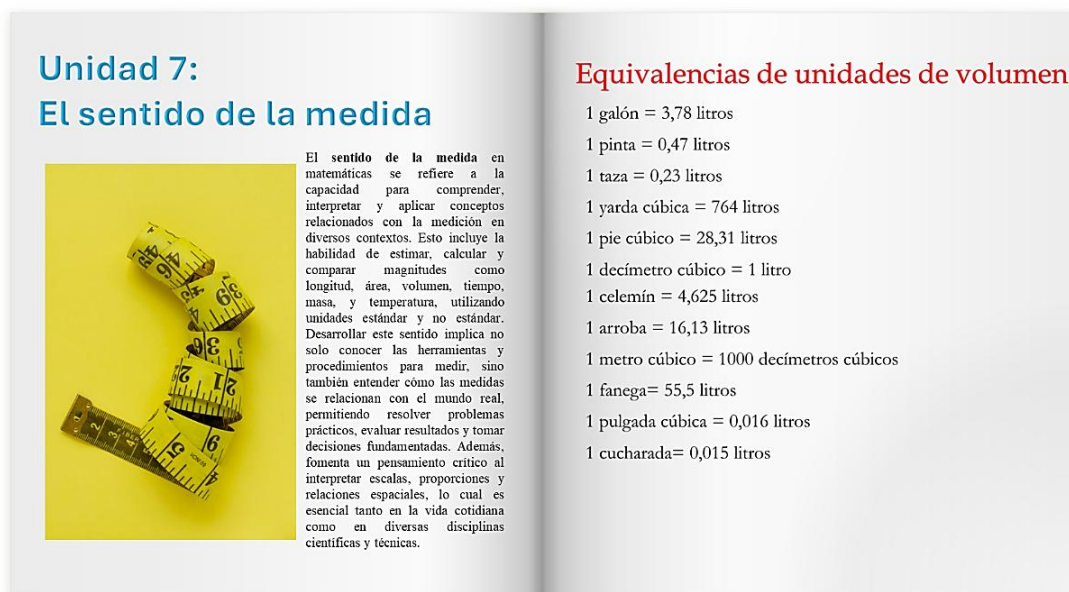 Unidad 7:
El sentido de la medida
El sentido de la medida en
matemáticas se refiere a la
capacidad para comprender,
interpretar y aplicar conceptos
relacionados con la medición en
diversos contextos. Esto incluye la
habilidad de estimar, calcular y
comparar magnitudes como
longitud, área, volumen, tiempo,
masa, y temperatura, utilizando
unidades estándar y no estándar.
Desarrollar este sentido implica no
solo conocer las herramientas y
procedimientos para medir, sino
también entender cómo las medidas
se relacionan con el mundo real,
permitiendo resolver problemas
prácticos, evaluar resultados y tomar
decisiones fundamentadas. Además,
fomenta un pensamiento crítico al
interpretar escalas, proporciones y
relaciones espaciales, lo cual es
esencial tanto en la vida cotidiana
como en diversas disciplinas
científicas y técnicas.
Equivalencias de unidades de volumen
1 galón = 3,78 litros
1 pinta = 0,47 litros
1 taza = 0,23 litros
1 yarda cúbica = 764 litros
1 pie cúbico = 28,31 litros
1 decímetro cúbico = 1 litro
1 celemín = 4,625 litros
1 arroba = 16,13 litros
1 metro cúbico = 1000 decímetros cúbicos
1 fanega= 55,5 litros
1 pulgada cúbica = 0,016 litros
1 cucharada= 0,015 litros